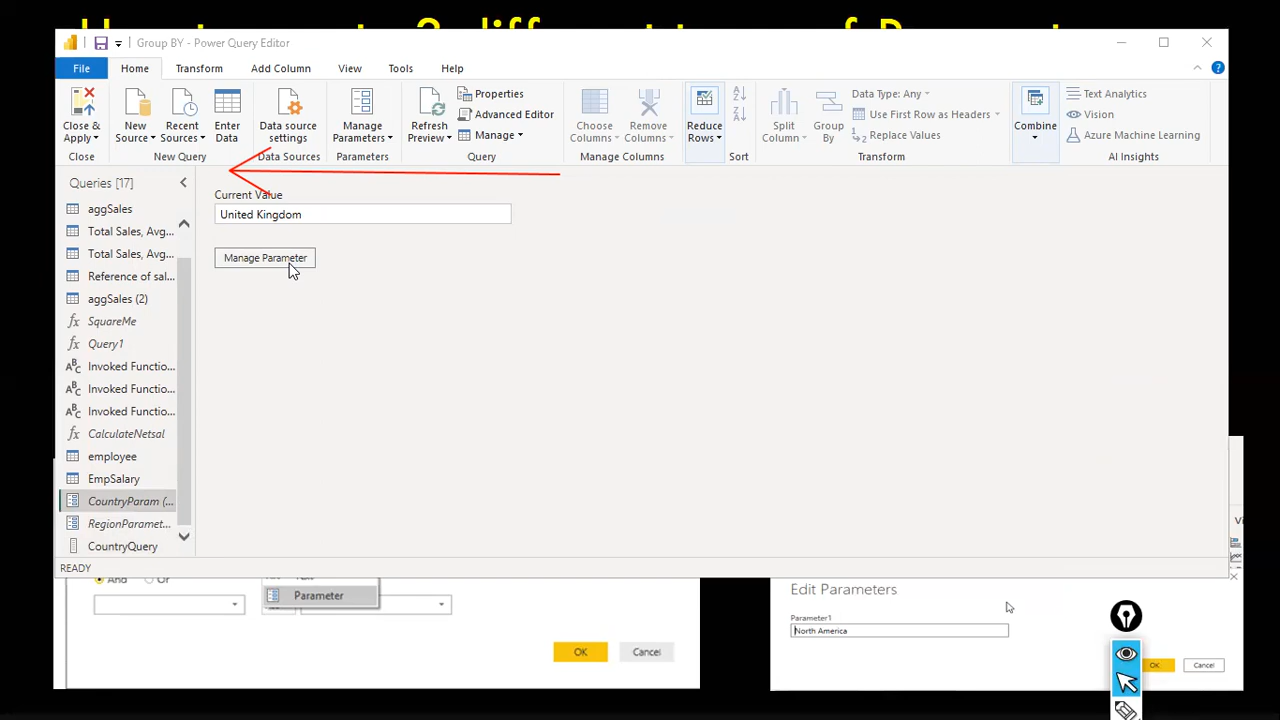 Group BY - Power Query Editor
File Home Transform Add Column View Tools Help
Close & Apply
New Source
Recent Sources
Enter Data
Data source settings
Manage Parameters
Refresh Preview
Properties
Advanced Editor
Manage
Choose Columns
Remove Columns
Reduce Rows
Split Column
Group By
Data Type: Any
Use First Row as Headers
Replace Values
Combine
Text Analytics
Vision
Azure Machine Learning
Close New Query Data Sources Parameters Query Manage Columns Sort Transform AI Insights
Queries [17]
aggSales
Total Sales, Avg...
Total Sales, Avg...
Reference of sal...
aggSales (2)
SquareMe
Query1
Invoked Functio...
Invoked Functio...
Invoked Functio...
CalculateNetsal
employee
EmpSalary
CountryParam (...
RegionParamet...
CountryQuery
Current Value
United Kingdom
Manage Parameter
READY
And Or
Parameter
OK Cancel
Edit Parameters
Parameter1
North America
OK Cancel